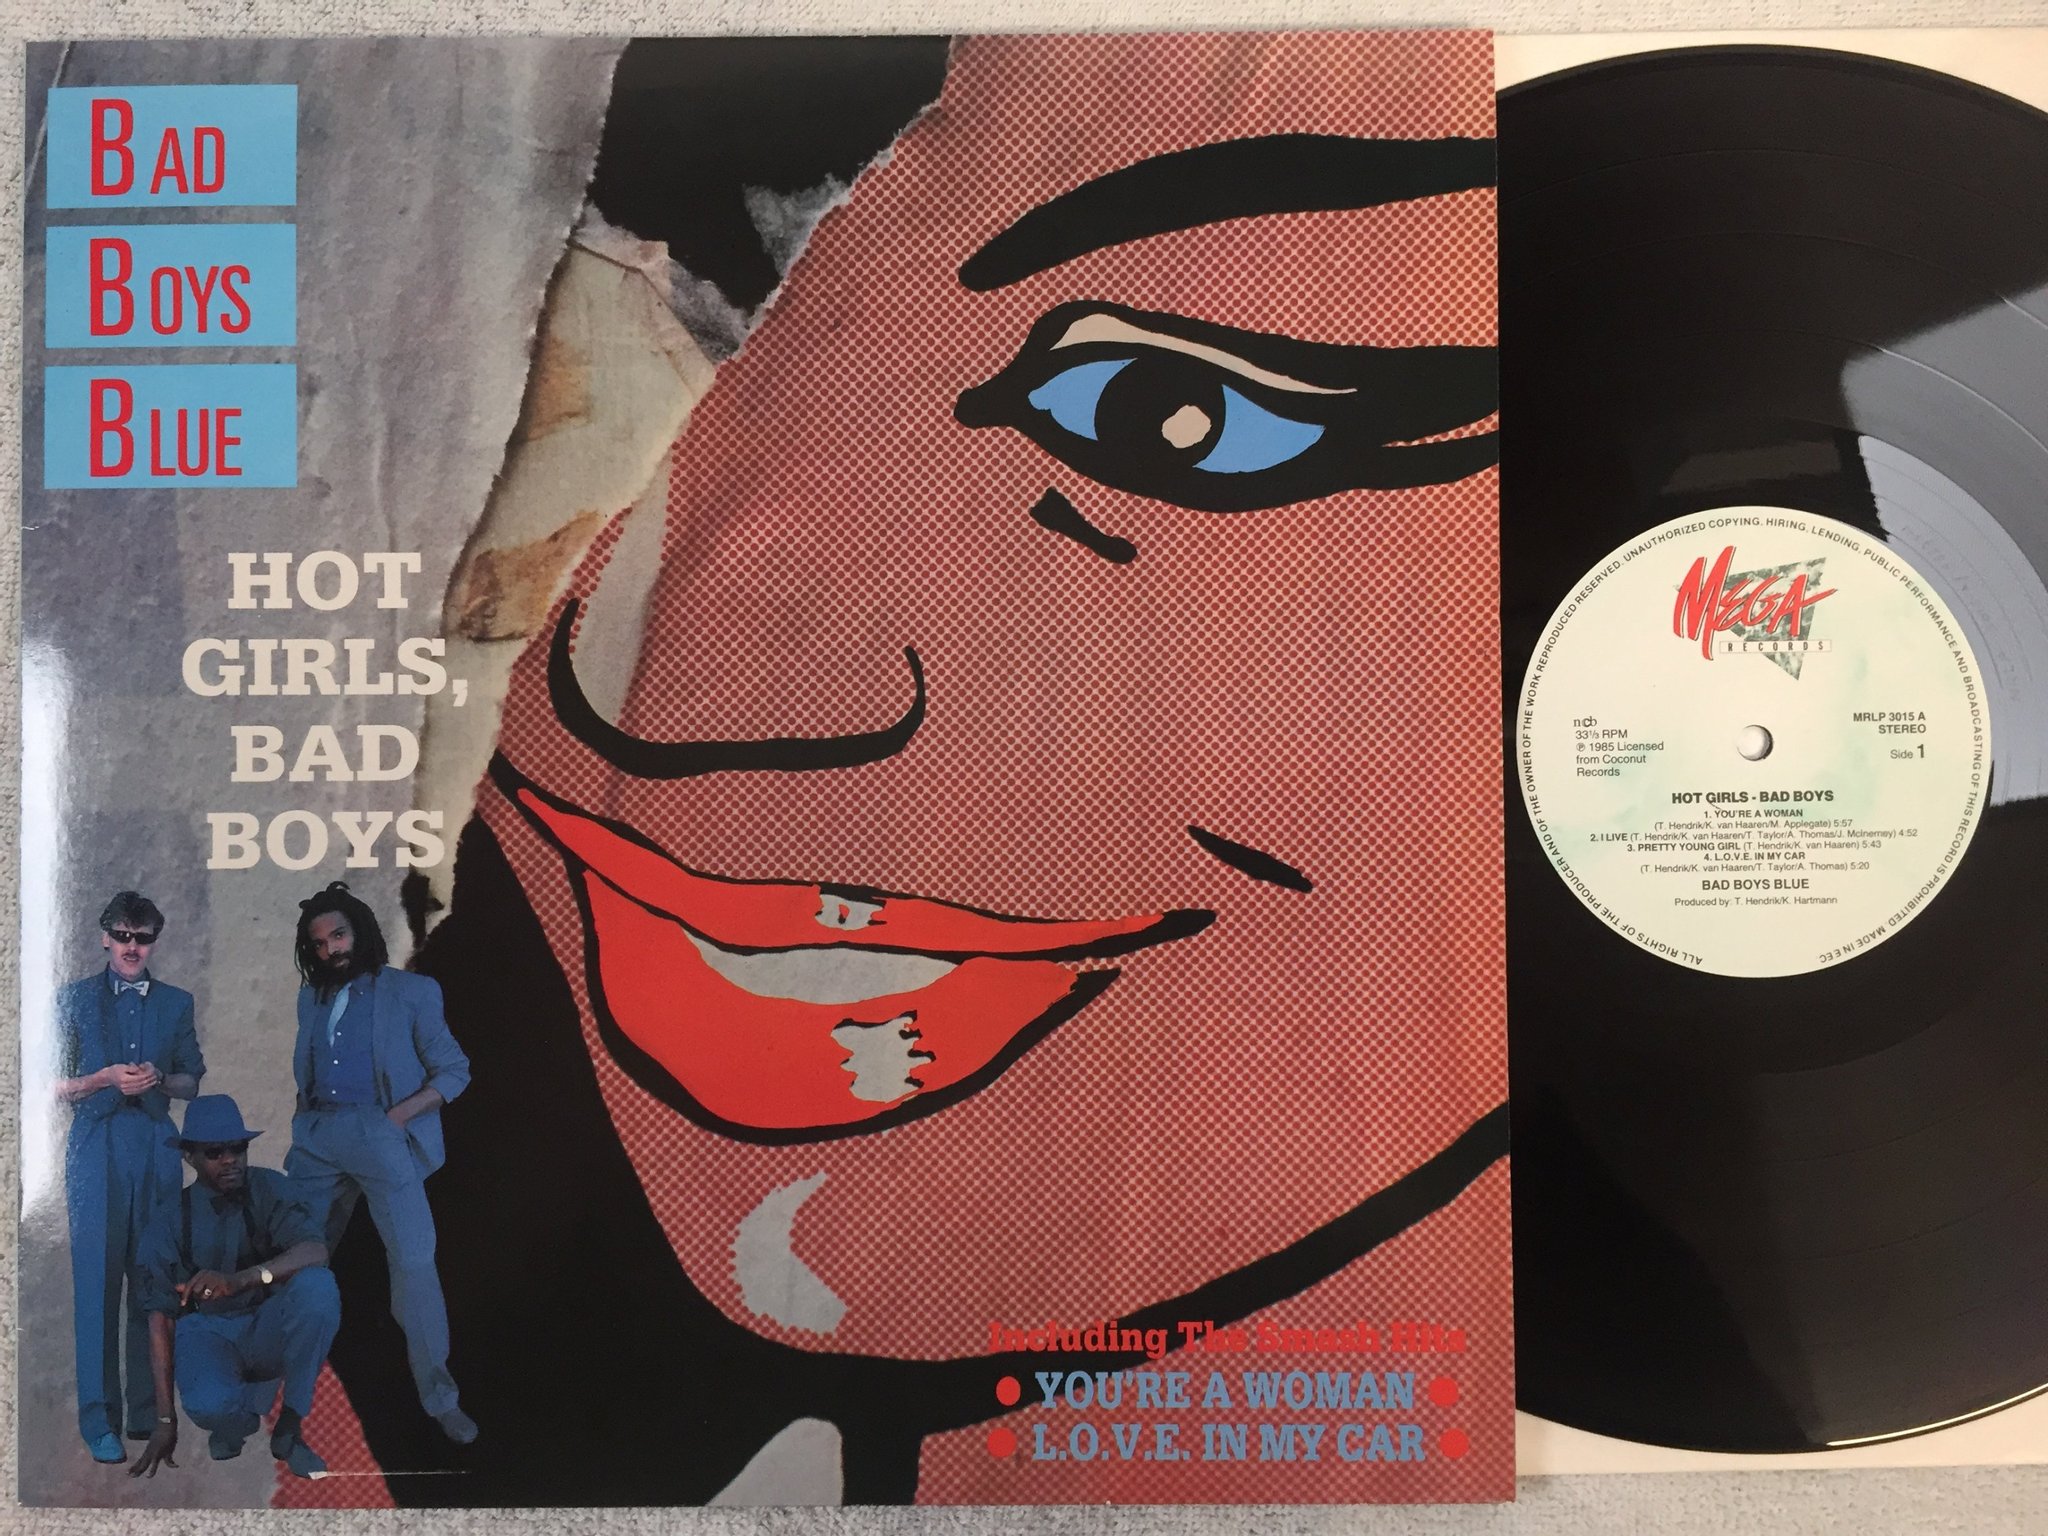 BAD
BOYS
BLUE
HOT
GIRLS,
BAD
BOYS
Including The Smash Hits
• YOU'RE A WOMAN •
• L.O.V.E. IN MY CAR •
ALL RIGHTS OF THE PRODUCER AND OF THE OWNER OF THE WORK REPRODUCED RESERVED. UNAUTHORIZED COPYING. HIRING. LENDING. PUBLIC PERFORMANCE AND BROADCASTING OF THIS RECORD IS PROHIBITED. MADE IN EEC
MEGA
RECORDS
ncb
33⅓ RPM
℗ 1985 Licensed
from Coconut
Records
MRLP 3015 A
STEREO
Side 1
HOT GIRLS - BAD BOYS
1. YOU'RE A WOMAN
(T. Hendrik/K. van Haaren/M. Applegate) 5:57
2. I LIVE (T. Hendrik/K. van Haaren/T. Taylor/A. Thomas/J. McInerney) 4:52
3. PRETTY YOUNG GIRL (T. Hendrik/K. van Haaren) 5:43
4. L.O.V.E. IN MY CAR
(T. Hendrik/K. van Haaren/T. Taylor/A. Thomas) 5:20
BAD BOYS BLUE
Produced by: T. Hendrik/K. Hartmann